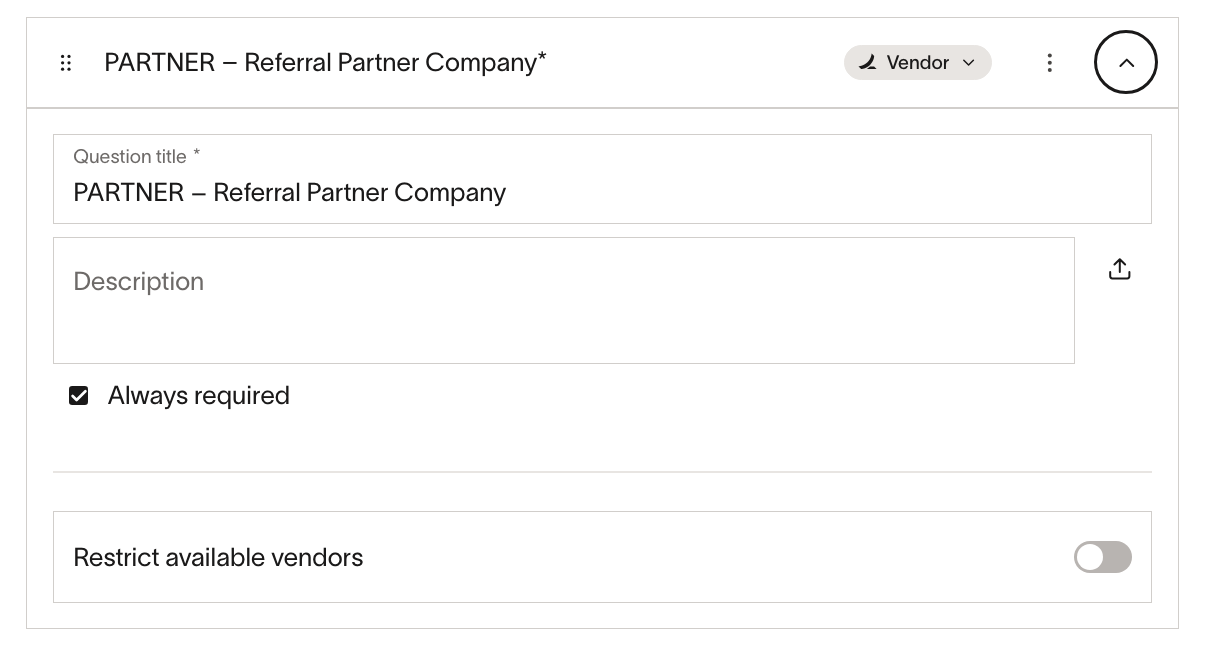 PARTNER – Referral Partner Company*
Vendor
Question title *
PARTNER – Referral Partner Company
Description
Always required
Restrict available vendors